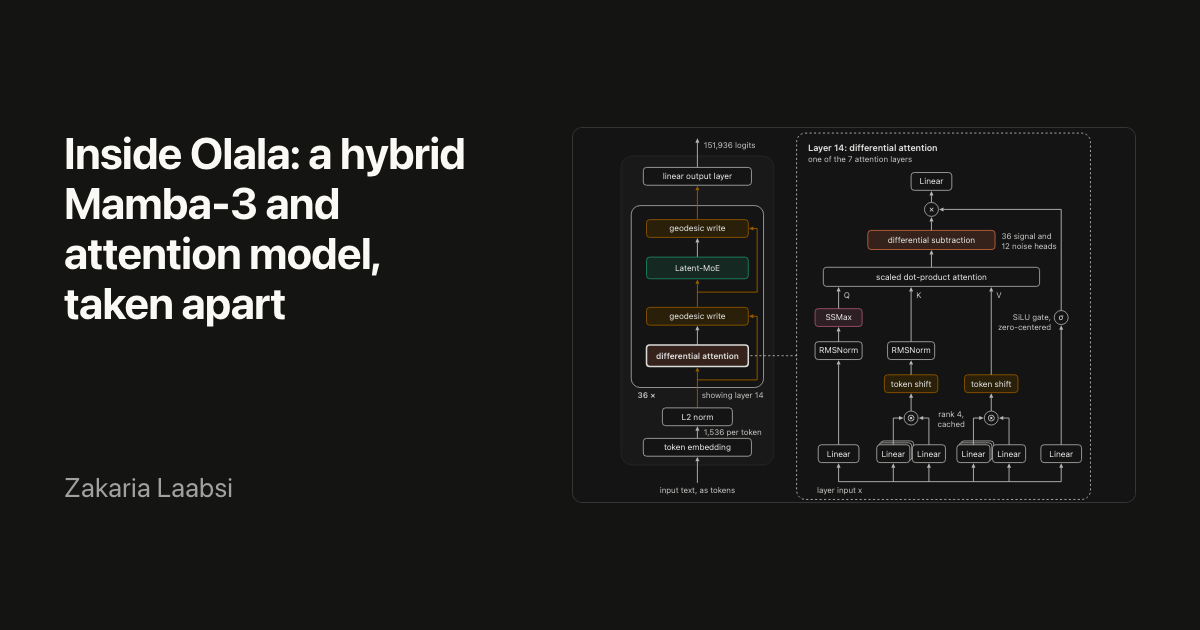 Inside Olala: a hybrid
Mamba-3 and
attention model,
taken apart
Zakaria Laabsi
151,936 logits
linear output layer
geodesic write
Latent-MoE
geodesic write
differential attention
36 ×
showing layer 14
L2 norm
1,536 per token
token embedding
input text, as tokens
Layer 14: differential attention
one of the 7 attention layers
Linear
×
differential subtraction
36 signal and
12 noise heads
scaled dot-product attention
Q
K
V
SSMax
SiLU gate,
zero-centered
σ
RMSNorm
RMSNorm
token shift
token shift
rank 4,
cached
⊗
⊗
Linear
Linear
Linear
Linear
Linear
Linear
layer input x